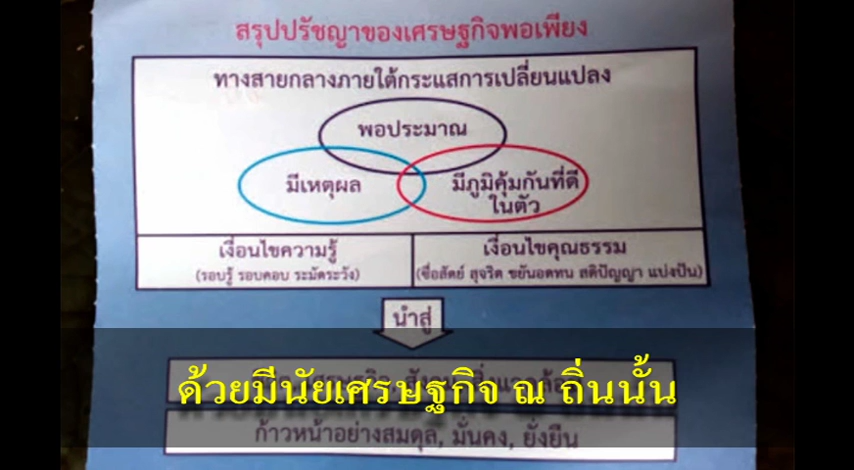 สรุปปรัชญาของเศรษฐกิจพอเพียง
ทางสายกลางภายใต้กระแสการเปลี่ยนแปลง
พอประมาณ
มีเหตุผล
มีภูมิคุ้มกันที่ดี
ในตัว
เงื่อนไขความรู้
(รอบรู้ รอบคอบ ระมัดระวัง)
เงื่อนไขคุณธรรม
(ซื่อสัตย์ สุจริต ขยันอดทน สติปัญญา แบ่งปัน)
นำสู่
ด้วยมีนัยเศรษฐกิจ ณ ถิ่นนั้น
ก้าวหน้าอย่างสมดุล, มั่นคง, ยั่งยืน